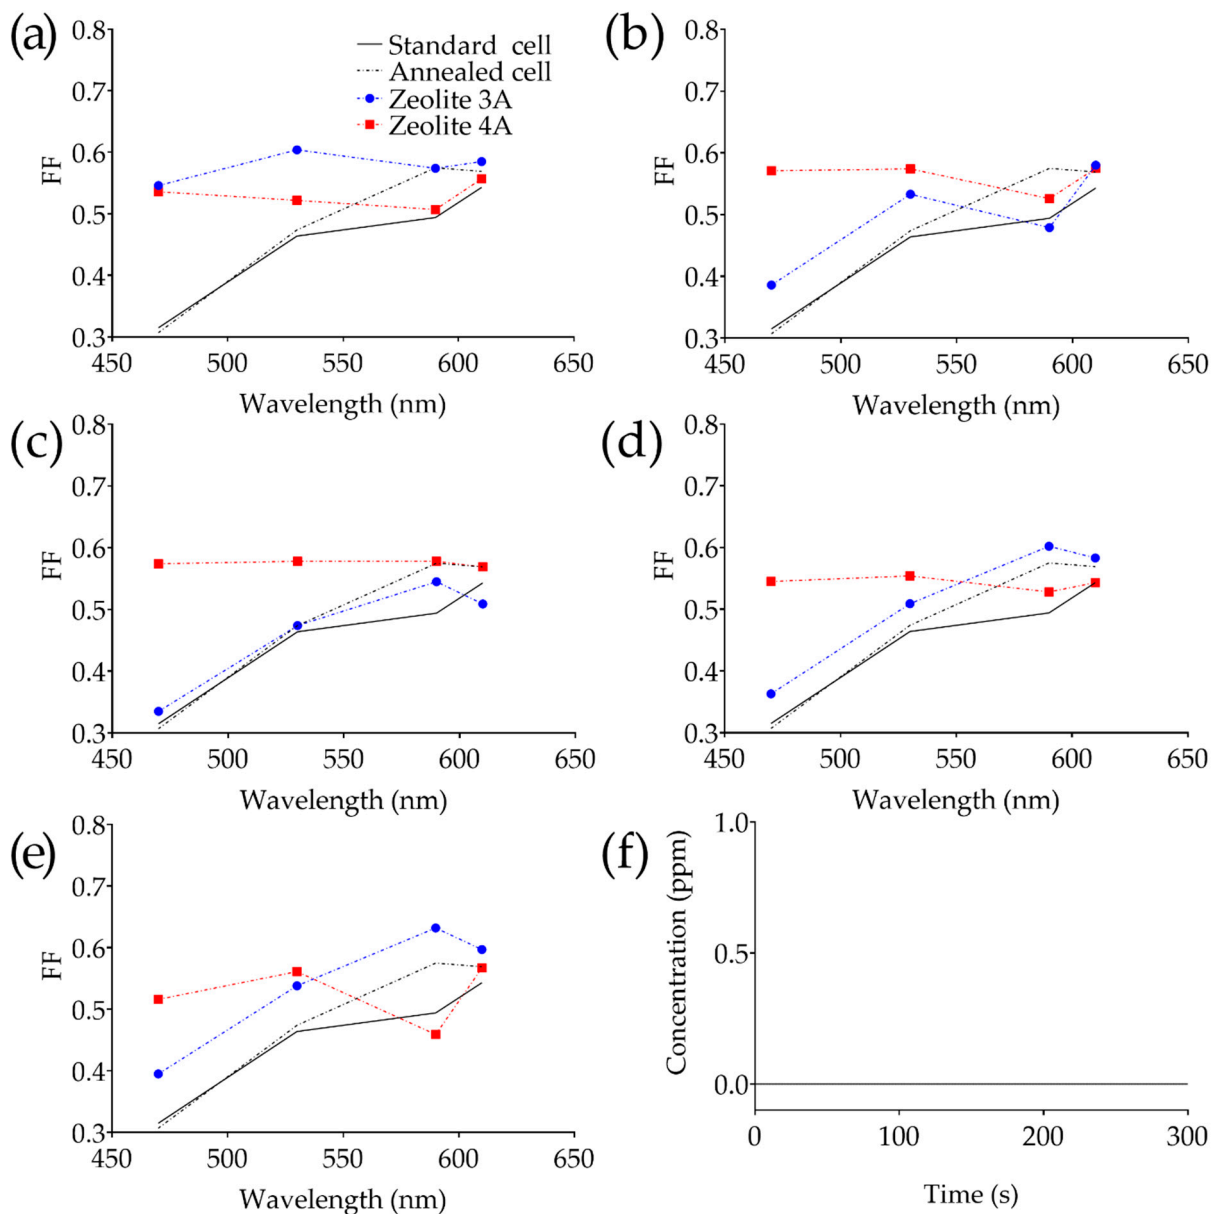 (a)
0.8
0.7
0.6
0.5
0.4
0.3
FF
Standard cell
Annealed cell
Zeolite 3A
Zeolite 4A
450 500 550 600 650
Wavelength (nm)
(b)
0.8
0.7
0.6
0.5
0.4
0.3
FF
450 500 550 600 650
Wavelength (nm)
(c)
0.8
0.7
0.6
0.5
0.4
0.3
FF
450 500 550 600 650
Wavelength (nm)
(d)
0.8
0.7
0.6
0.5
0.4
0.3
FF
450 500 550 600 650
Wavelength (nm)
(e)
0.8
0.7
0.6
0.5
0.4
0.3
FF
450 500 550 600 650
Wavelength (nm)
(f)
1.0
0.5
0.0
Concentration (ppm)
0 100 200 300
Time (s)